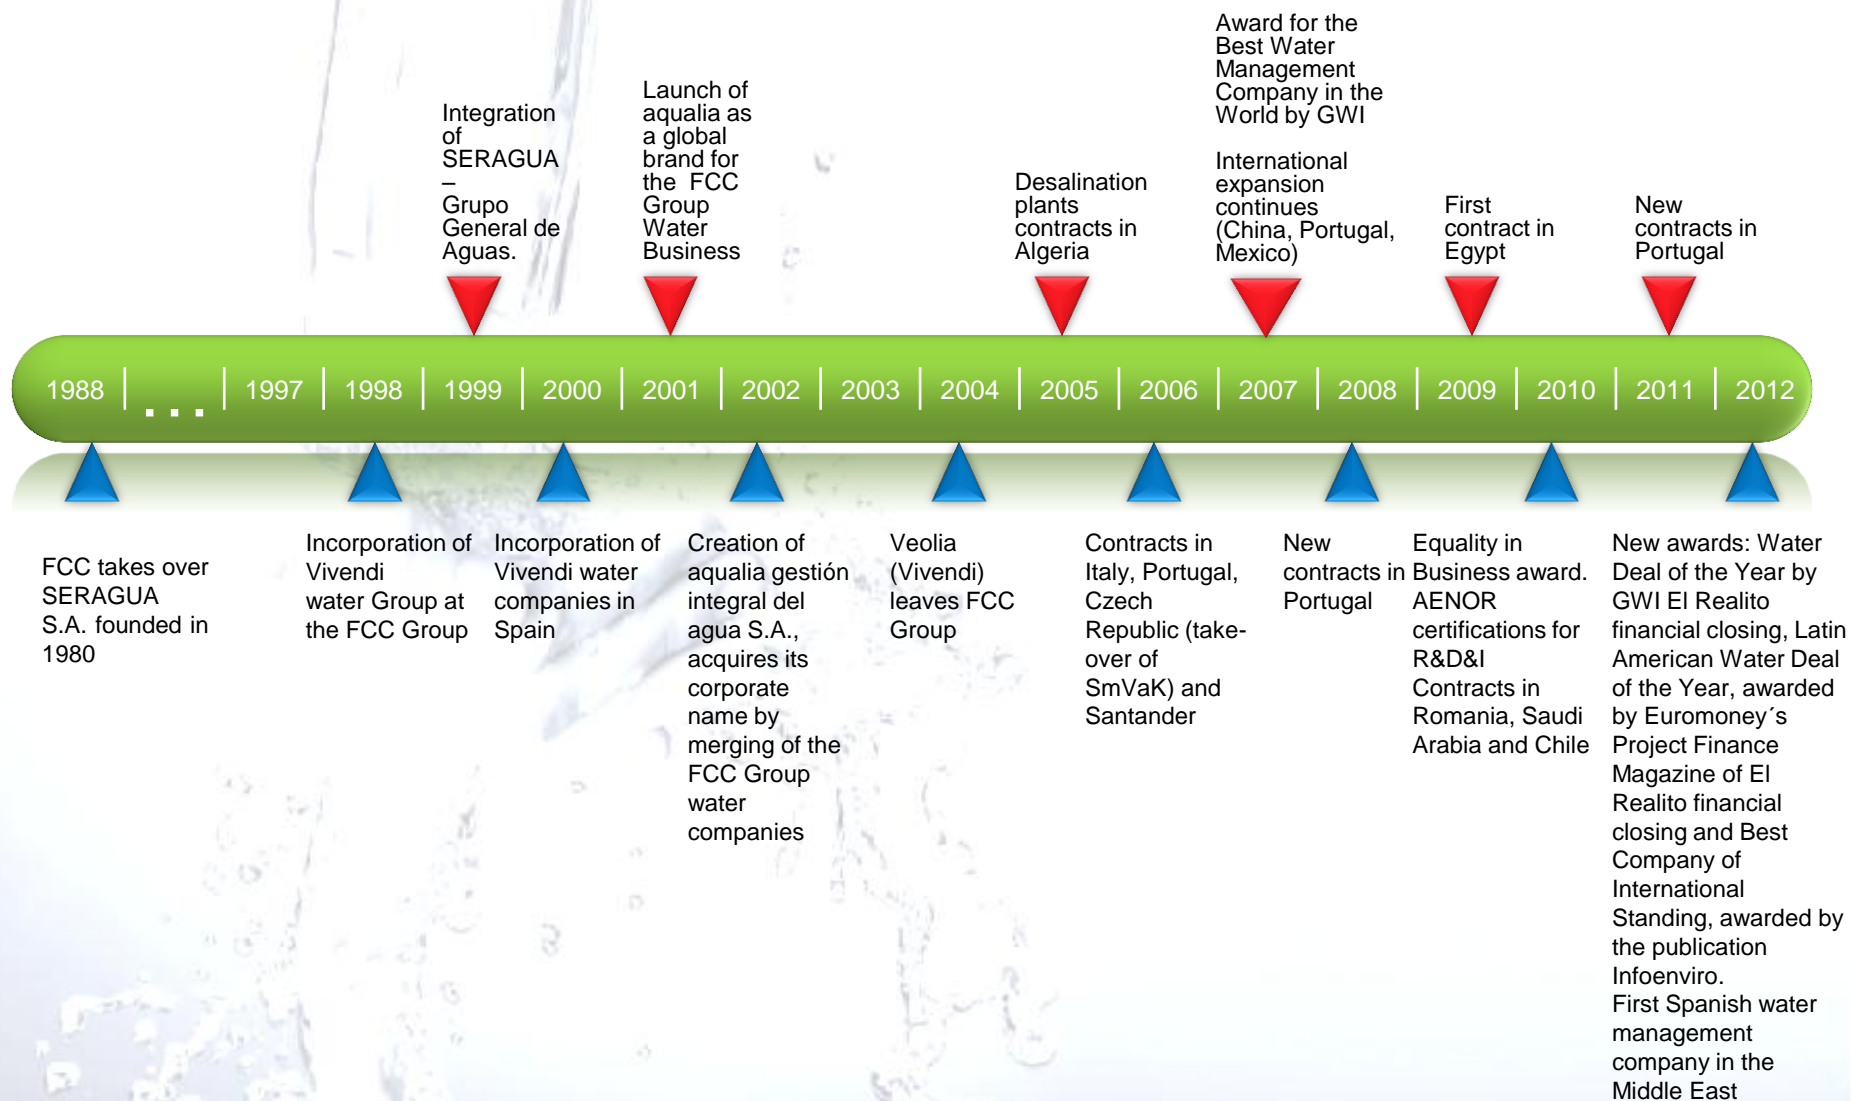 Award for the
Best Water
Management
Company in the
World by GWI
International
expansion
continues
(China, Portugal,
Mexico)
Integration
of
SERAGUA
–
Grupo
General de
Aguas.
Launch of
aqualia as
a global
brand for
the FCC
Group
Water
Business
Desalination
plants
contracts in
Algeria
First
contract in
Egypt
New
contracts in
Portugal
1988 ... 1997 1998 1999 2000 2001 2002 2003 2004 2005 2006 2007 2008 2009 2010 2011 2012
FCC takes over
SERAGUA
S.A. founded in
1980
Incorporation of
Vivendi
water Group at
the FCC Group
Incorporation of
Vivendi water
companies in
Spain
Creation of
aqualia gestión
integral del
agua S.A.,
acquires its
corporate
name by
merging of the
FCC Group
water
companies
Veolia
(Vivendi)
leaves FCC
Group
Contracts in
Italy, Portugal,
Czech
Republic (take-
over of
SmVaK) and
Santander
New
contracts in
Portugal
Equality in
Business award.
AENOR
certifications for
R&D&I
Contracts in
Romania, Saudi
Arabia and Chile
New awards: Water
Deal of the Year by
GWI El Realito
financial closing, Latin
American Water Deal
of the Year, awarded
by Euromoney´s
Project Finance
Magazine of El
Realito financial
closing and Best
Company of
International
Standing, awarded by
the publication
Infoenviro.
First Spanish water
management
company in the
Middle East